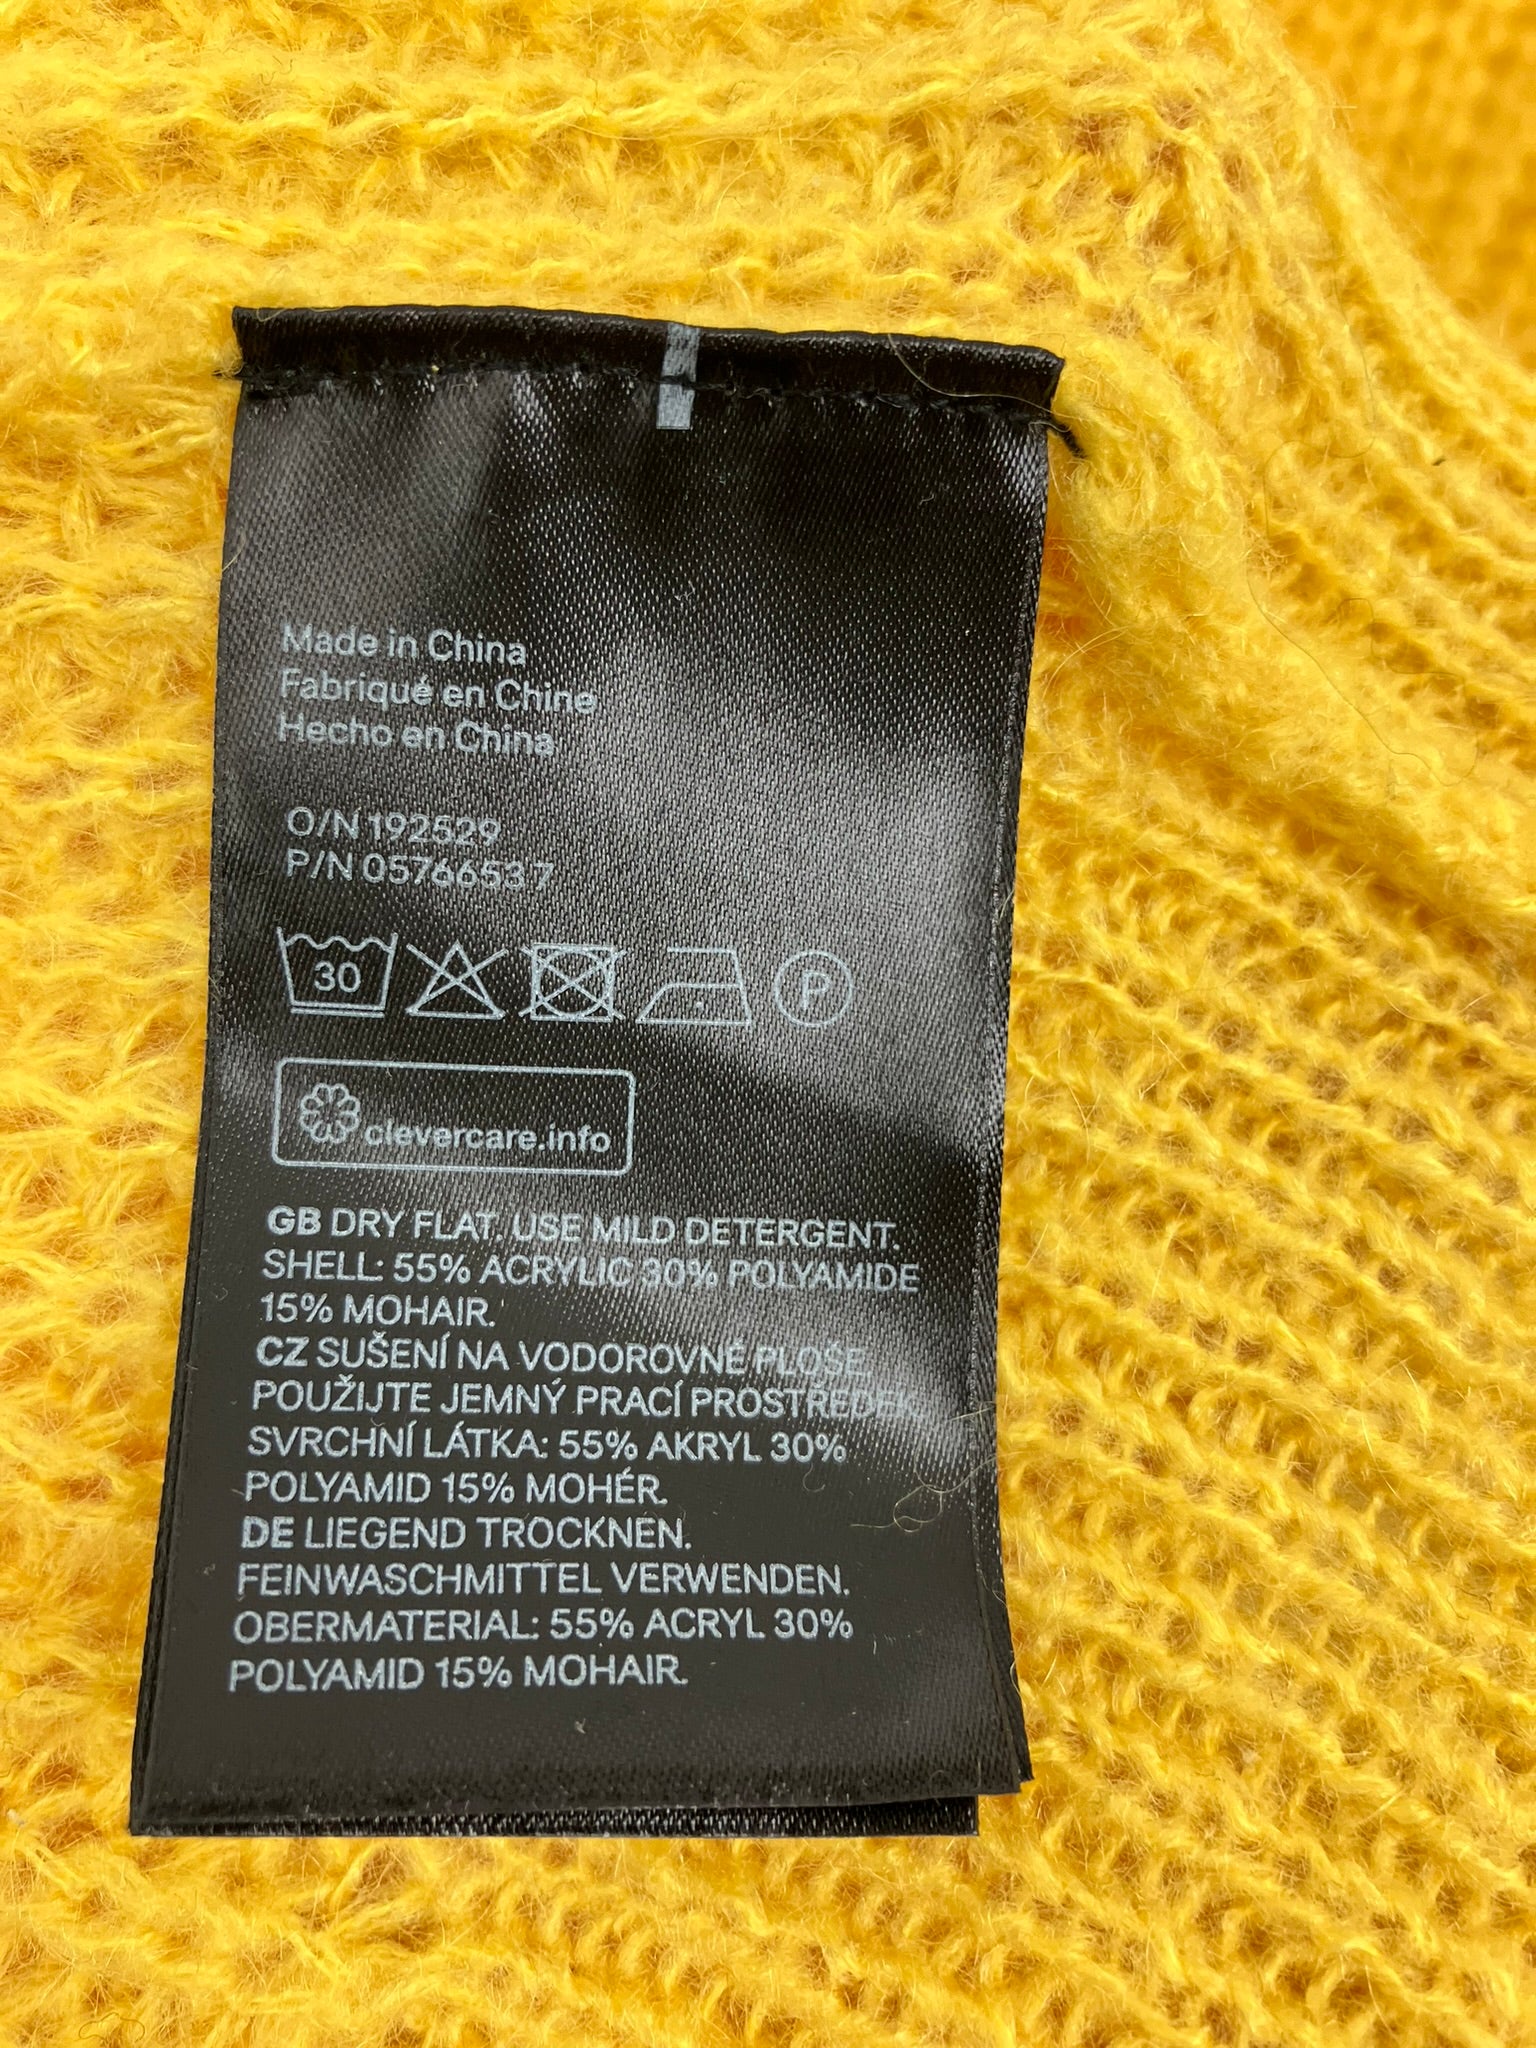 Made in China
Fabriqué en Chine
Hecho en China
O/N 192529
P/N 05766537
30
P
clevercare.info
GB DRY FLAT. USE MILD DETERGENT.
SHELL: 55% ACRYLIC 30% POLYAMIDE
15% MOHAIR.
CZ SUŠENÍ NA VODOROVNÉ PLOŠE.
POUŽIJTE JEMNÝ PRACÍ PROSTŘEDEK.
SVRCHNÍ LÁTKA: 55% AKRYL 30%
POLYAMID 15% MOHÉR.
DE LIEGEND TROCKNEN.
FEINWASCHMITTEL VERWENDEN.
OBERMATERIAL: 55% ACRYL 30%
POLYAMID 15% MOHAIR.